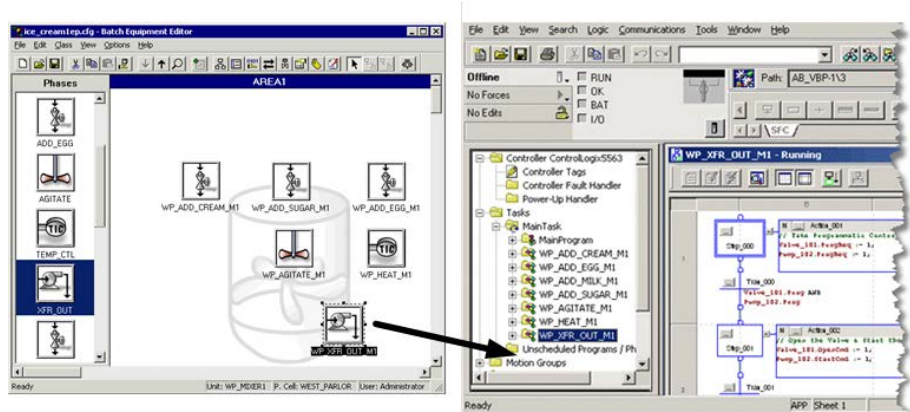 ice_cream1ep.cfg - Batch Equipment Editor
File Edit Class View Options Help
Phases
AREA1
ADD_EGG
AGITATE
TIC
TEMP_CTL
XFR_OUT
WP_ADD_CREAM_M1 WP_ADD_SUGAR_M1 WP_ADD_EGG_M1
TIC
WP_AGITATE_M1 WP_HEAT_M1
WP_XFR_OUT_M1
Ready Unit: WP_MIXER1 P. Cell: WEST_PARLOR User: Administrator
File Edit View Search Logic Communications Tools Window Help
Offline RUN
No Forces OK
No Edits BAT
I/O
Path: AB_VBP-1\3
SFC
Controller ControlLogix5563
Controller Tags
Controller Fault Handler
Power-Up Handler
Tasks
MainTask
MainProgram
WP_ADD_CREAM_M1
WP_ADD_EGG_M1
WP_ADD_MILK_M1
WP_ADD_SUGAR_M1
WP_AGITATE_M1
WP_HEAT_M1
WP_XFR_OUT_M1
Unscheduled Programs / Ph
Motion Groups
WP_XFR_OUT_M1 - Running
Step_000
N Action_001
// Take Programmatic Contr
Valve_101.ProgReq := 1;
Pump_102.ProgReq := 1;
Tran_000
Valve_101.Prog AND
Pump_102.Prog
Step_001
N Action_002
// Open the Valve & Start th
Valve_101.OpenCmd := 1;
Pump_102.StartCmd := 1;
Tran_001
Ready APP Sheet 1